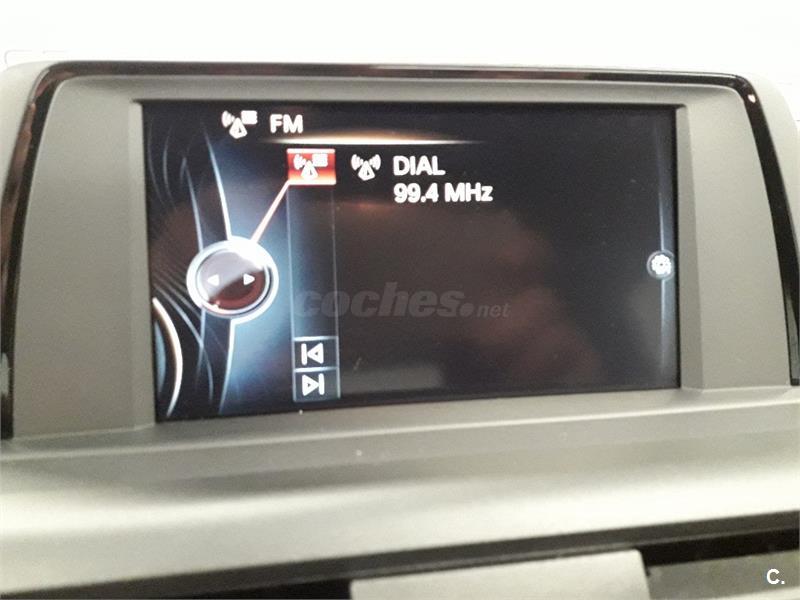 FM
DIAL
99.4 MHz
coches.net
C.